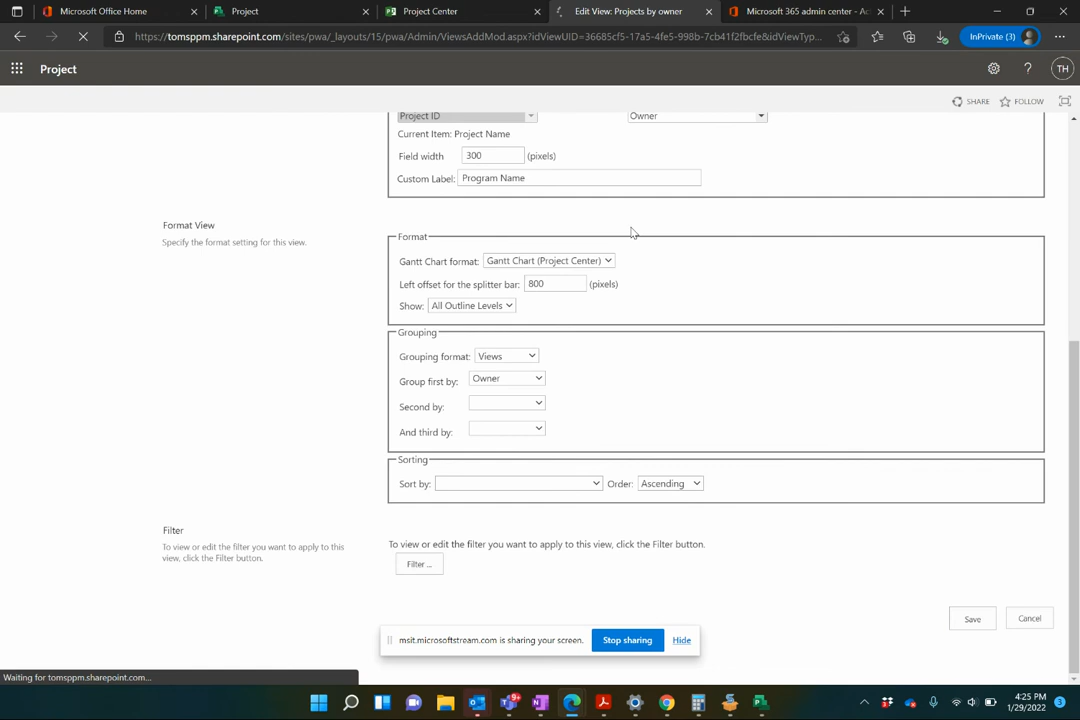 Microsoft Office Home
Project
Project Center
Edit View: Projects by owner
Microsoft 365 admin center - Ac
https://tomsppm.sharepoint.com/sites/pwa/_layouts/15/pwa/Admin/ViewsAddMod.aspx?idViewUID=36685cf5-17a5-4fe5-998b-7cb41f2fbcfe&idViewTyp...
InPrivate (3)
Project
TH
SHARE
FOLLOW
Project ID
Owner
Current Item: Project Name
Field width 300 (pixels)
Custom Label: Program Name
Format View
Specify the format setting for this view.
Format
Gantt Chart format: Gantt Chart (Project Center)
Left offset for the splitter bar: 800 (pixels)
Show: All Outline Levels
Grouping
Grouping format: Views
Group first by: Owner
Second by:
And third by:
Sorting
Sort by: Order: Ascending
Filter
To view or edit the filter you want to apply to this view, click the Filter button.
To view or edit the filter you want to apply to this view, click the Filter button.
Filter ...
Save
Cancel
msit.microsoftstream.com is sharing your screen.
Stop sharing
Hide
Waiting for tomsppm.sharepoint.com...
9+
4:25 PM
1/29/2022
3